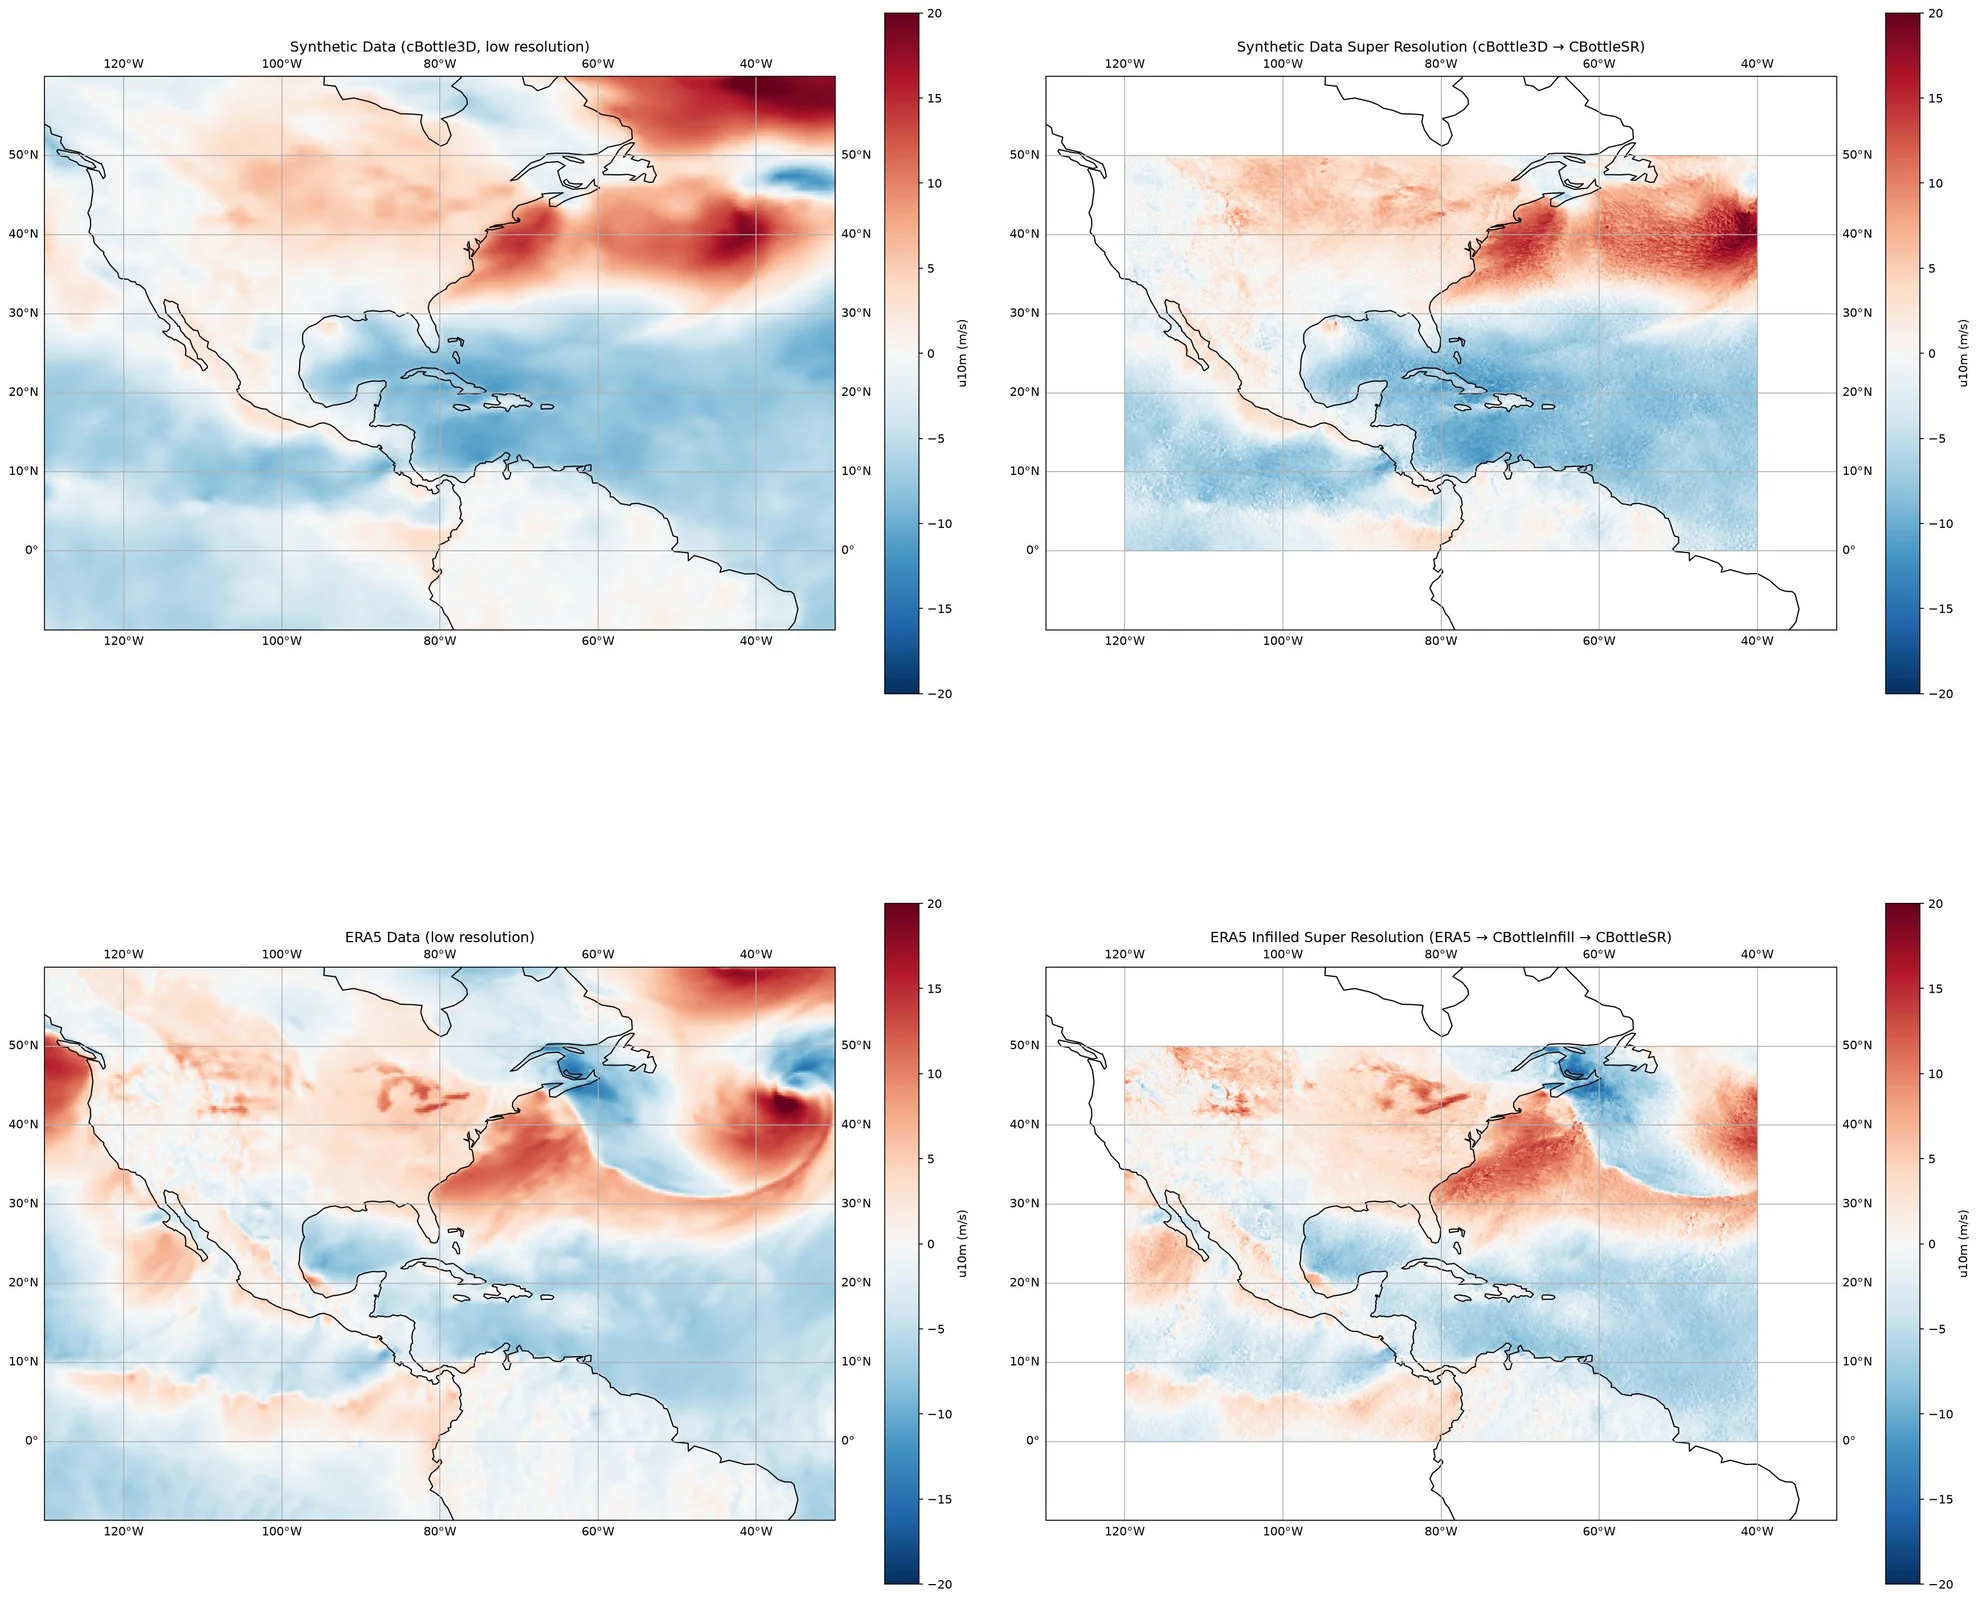 Synthetic Data (cBottle3D, low resolution)
120°W 100°W 80°W 60°W 40°W
50°N 50°N
40°N 40°N
30°N 30°N
20°N 20°N
10°N 10°N
0° 0°
120°W 100°W 80°W 60°W 40°W
20
15
10
5
0
−5
−10
−15
−20
u10m (m/s)
Synthetic Data Super Resolution (cBottle3D → CBottleSR)
120°W 100°W 80°W 60°W 40°W
50°N 50°N
40°N 40°N
30°N 30°N
20°N 20°N
10°N 10°N
0° 0°
120°W 100°W 80°W 60°W 40°W
20
15
10
5
0
−5
−10
−15
−20
u10m (m/s)
ERA5 Data (low resolution)
120°W 100°W 80°W 60°W 40°W
50°N 50°N
40°N 40°N
30°N 30°N
20°N 20°N
10°N 10°N
0° 0°
120°W 100°W 80°W 60°W 40°W
20
15
10
5
0
−5
−10
−15
−20
u10m (m/s)
ERA5 Infilled Super Resolution (ERA5 → CBottleInfill → CBottleSR)
120°W 100°W 80°W 60°W 40°W
50°N 50°N
40°N 40°N
30°N 30°N
20°N 20°N
10°N 10°N
0° 0°
120°W 100°W 80°W 60°W 40°W
20
15
10
5
0
−5
−10
−15
−20
u10m (m/s)